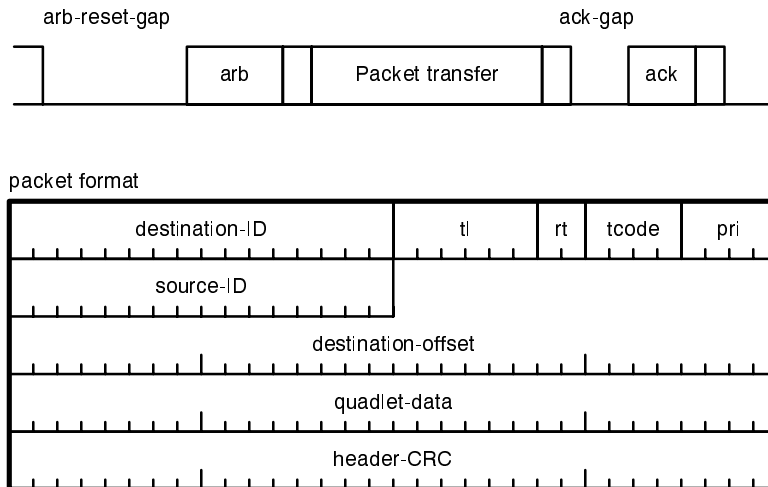 arb-reset-gap ack-gap
arb Packet transfer ack
packet format
destination-ID tl rt tcode pri
source-ID
destination-offset
quadlet-data
header-CRC